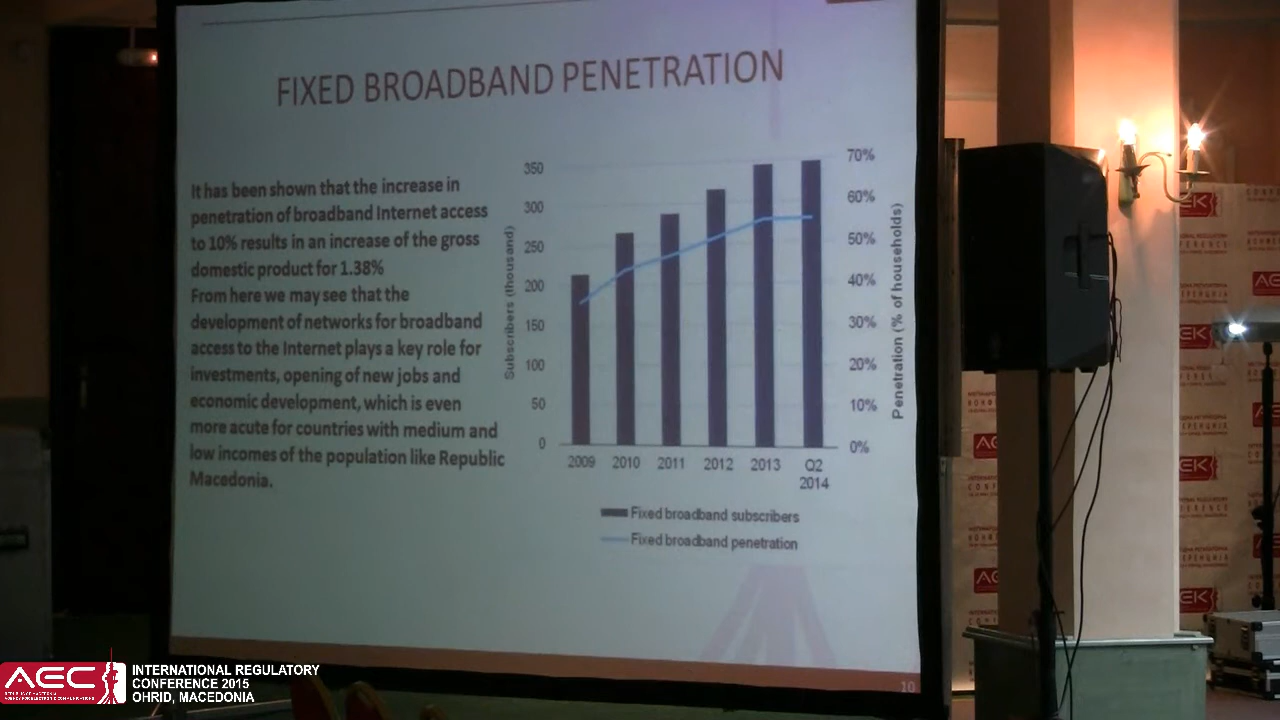 FIXED BROADBAND PENETRATION
It has been shown that the increase in
penetration of broadband Internet access
to 10% results in an increase of the gross
domestic product for 1.38%
From here we may see that the
development of networks for broadband
access to the Internet plays a key role for
investments, opening of new jobs and
economic development, which is even
more acute for countries with medium and
low incomes of the population like Republic
Macedonia.
Subscribers (thousand)
350
300
250
200
150
100
50
0
70%
60%
50%
40%
30%
20%
10%
0%
Penetration (% of households)
2009 2010 2011 2012 2013 Q2
2014
Fixed broadband subscribers
Fixed broadband penetration
10
AEC
INTERNATIONAL REGULATORY
CONFERENCE 2015
OHRID, MACEDONIA